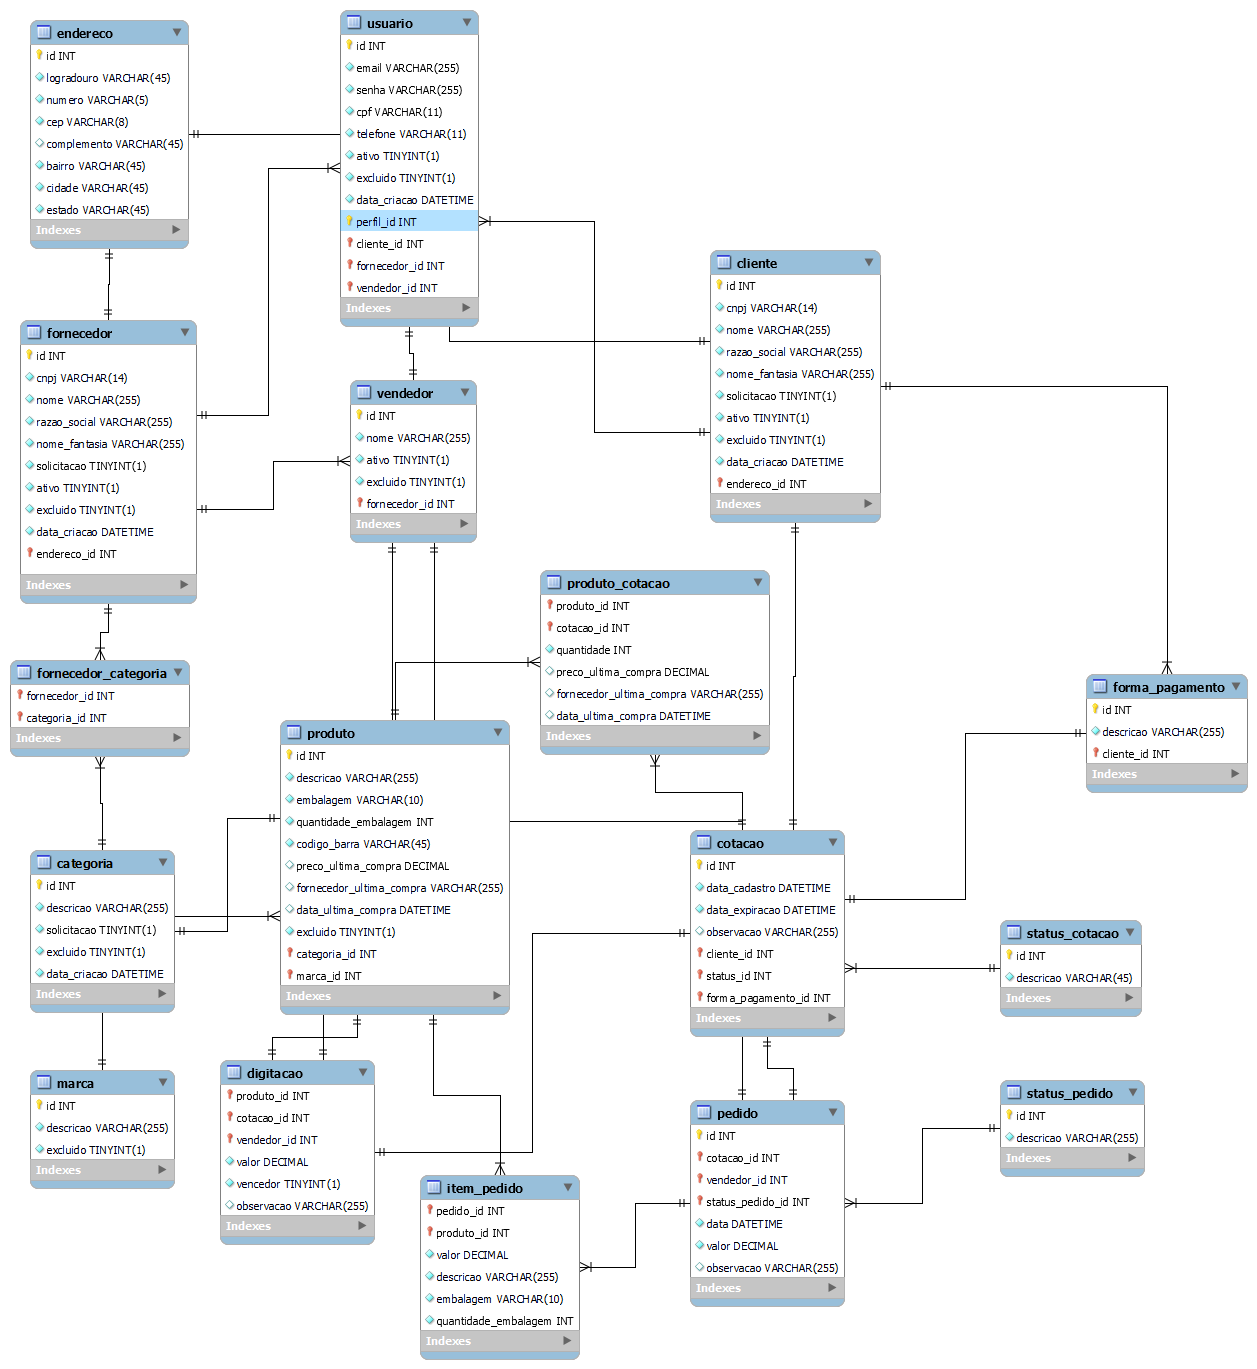 endereco
id INT
logradouro VARCHAR(45)
numero VARCHAR(5)
cep VARCHAR(8)
complemento VARCHAR(45)
bairro VARCHAR(45)
cidade VARCHAR(45)
estado VARCHAR(45)
Indexes
usuario
id INT
email VARCHAR(255)
senha VARCHAR(255)
cpf VARCHAR(11)
telefone VARCHAR(11)
ativo TINYINT(1)
excluido TINYINT(1)
data_criacao DATETIME
perfil_id INT
cliente_id INT
fornecedor_id INT
vendedor_id INT
Indexes
cliente
id INT
cnpj VARCHAR(14)
nome VARCHAR(255)
razao_social VARCHAR(255)
nome_fantasia VARCHAR(255)
solicitacao TINYINT(1)
ativo TINYINT(1)
excluido TINYINT(1)
data_criacao DATETIME
endereco_id INT
Indexes
fornecedor
id INT
cnpj VARCHAR(14)
nome VARCHAR(255)
razao_social VARCHAR(255)
nome_fantasia VARCHAR(255)
solicitacao TINYINT(1)
ativo TINYINT(1)
excluido TINYINT(1)
data_criacao DATETIME
endereco_id INT
Indexes
vendedor
id INT
nome VARCHAR(255)
ativo TINYINT(1)
excluido TINYINT(1)
fornecedor_id INT
Indexes
produto_cotacao
produto_id INT
cotacao_id INT
quantidade INT
preco_ultima_compra DECIMAL
fornecedor_ultima_compra VARCHAR(255)
data_ultima_compra DATETIME
Indexes
fornecedor_categoria
fornecedor_id INT
categoria_id INT
Indexes
forma_pagamento
id INT
descricao VARCHAR(255)
cliente_id INT
Indexes
produto
id INT
descricao VARCHAR(255)
embalagem VARCHAR(10)
quantidade_embalagem INT
codigo_barra VARCHAR(45)
preco_ultima_compra DECIMAL
fornecedor_ultima_compra VARCHAR(255)
data_ultima_compra DATETIME
excluido TINYINT(1)
categoria_id INT
marca_id INT
Indexes
categoria
id INT
descricao VARCHAR(255)
solicitacao TINYINT(1)
excluido TINYINT(1)
data_criacao DATETIME
Indexes
cotacao
id INT
data_cadastro DATETIME
data_expiracao DATETIME
observacao VARCHAR(255)
cliente_id INT
status_id INT
forma_pagamento_id INT
Indexes
status_cotacao
id INT
descricao VARCHAR(45)
Indexes
marca
id INT
descricao VARCHAR(255)
excluido TINYINT(1)
Indexes
digitacao
produto_id INT
cotacao_id INT
vendedor_id INT
valor DECIMAL
vencedor TINYINT(1)
observacao VARCHAR(255)
Indexes
pedido
id INT
cotacao_id INT
vendedor_id INT
status_pedido_id INT
data DATETIME
valor DECIMAL
observacao VARCHAR(255)
Indexes
status_pedido
id INT
descricao VARCHAR(255)
Indexes
item_pedido
pedido_id INT
produto_id INT
valor DECIMAL
descricao VARCHAR(255)
embalagem VARCHAR(10)
quantidade_embalagem INT
Indexes